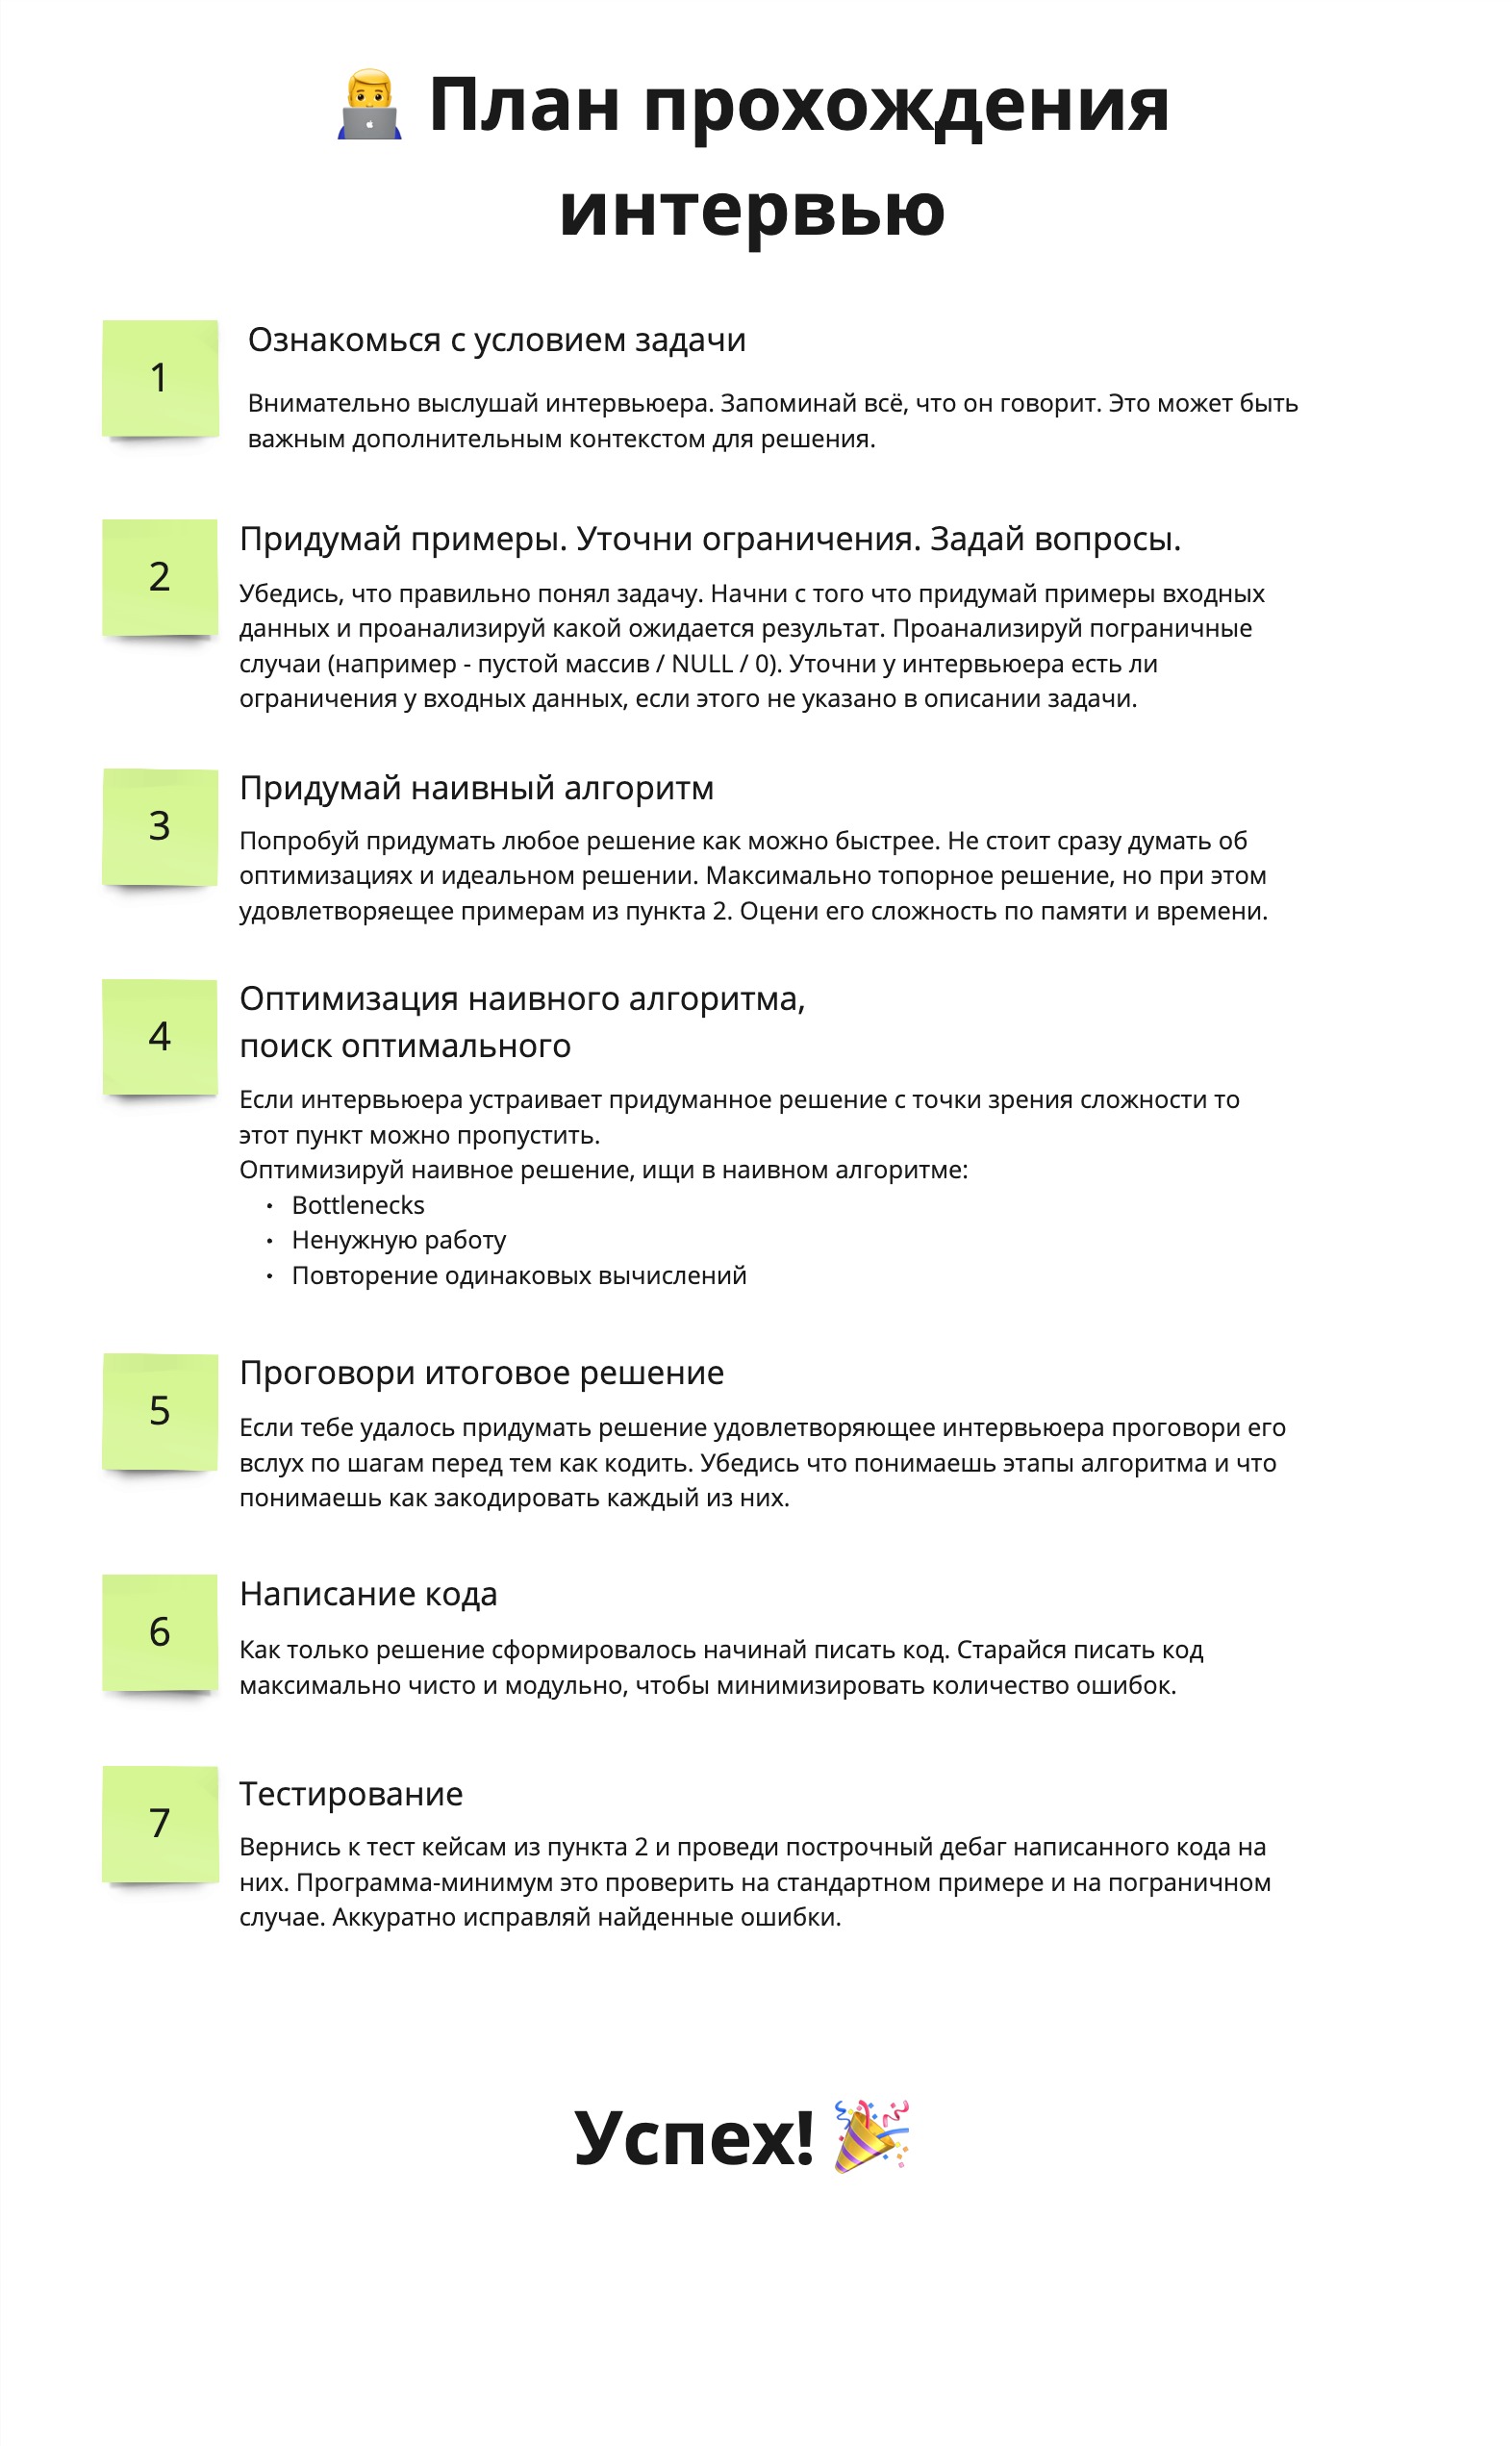 👨‍💻 План прохождения
интервью
1
Ознакомься с условием задачи
Внимательно выслушай интервьюера. Запоминай всё, что он говорит. Это может быть
важным дополнительным контекстом для решения.
2
Придумай примеры. Уточни ограничения. Задай вопросы.
Убедись, что правильно понял задачу. Начни с того что придумай примеры входных
данных и проанализируй какой ожидается результат. Проанализируй пограничные
случаи (например - пустой массив / NULL / 0). Уточни у интервьюера есть ли
ограничения у входных данных, если этого не указано в описании задачи.
3
Придумай наивный алгоритм
Попробуй придумать любое решение как можно быстрее. Не стоит сразу думать об
оптимизациях и идеальном решении. Максимально топорное решение, но при этом
удовлетворяещее примерам из пункта 2. Оцени его сложность по памяти и времени.
4
Оптимизация наивного алгоритма,
поиск оптимального
Если интервьюера устраивает придуманное решение с точки зрения сложности то
этот пункт можно пропустить.
Оптимизируй наивное решение, ищи в наивном алгоритме:
• Bottlenecks
• Ненужную работу
• Повторение одинаковых вычислений
5
Проговори итоговое решение
Если тебе удалось придумать решение удовлетворяющее интервьюера проговори его
вслух по шагам перед тем как кодить. Убедись что понимаешь этапы алгоритма и что
понимаешь как закодировать каждый из них.
6
Написание кода
Как только решение сформировалось начинай писать код. Старайся писать код
максимально чисто и модульно, чтобы минимизировать количество ошибок.
7
Тестирование
Вернись к тест кейсам из пункта 2 и проведи построчный дебаг написанного кода на
них. Программа-минимум это проверить на стандартном примере и на пограничном
случае. Аккуратно исправляй найденные ошибки.
Успех! 🎉